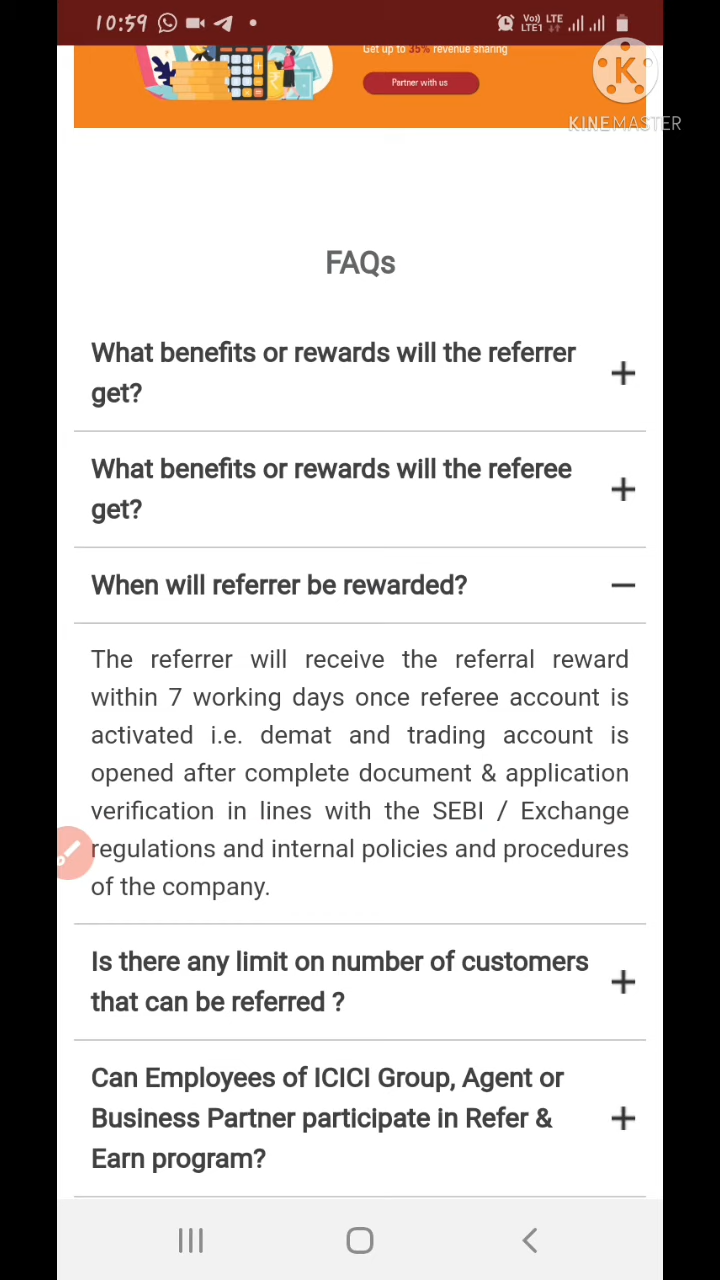 10:59
Vo) LTE
LTE1
Get up to 35% revenue sharing
Partner with us
K
KINEMASTER
FAQs
What benefits or rewards will the referrer
get?
What benefits or rewards will the referee
get?
When will referrer be rewarded?
The referrer will receive the referral reward
within 7 working days once referee account is
activated i.e. demat and trading account is
opened after complete document & application
verification in lines with the SEBI / Exchange
regulations and internal policies and procedures
of the company.
Is there any limit on number of customers
that can be referred ?
Can Employees of ICICI Group, Agent or
Business Partner participate in Refer &
Earn program?